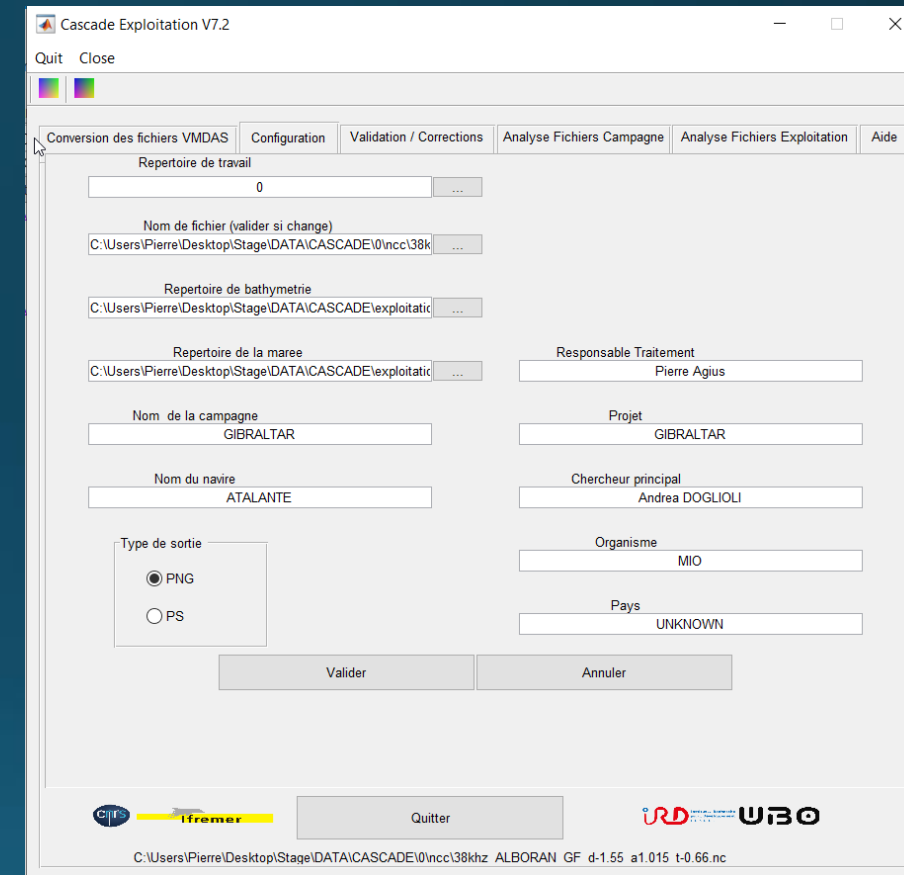 Cascade Exploitation V7.2
Quit Close
Conversion des fichiers VMDAS Configuration Validation / Corrections Analyse Fichiers Campagne Analyse Fichiers Exploitation Aide
Repertoire de travail
0 ...
Nom de fichier (valider si change)
C:\Users\Pierre\Desktop\Stage\DATA\CASCADE\0\ncc\38k ...
Repertoire de bathymetrie
C:\Users\Pierre\Desktop\Stage\DATA\CASCADE\exploitatic ...
Repertoire de la maree
C:\Users\Pierre\Desktop\Stage\DATA\CASCADE\exploitatic ...
Responsable Traitement
Pierre Agius
Nom de la campagne
GIBRALTAR
Projet
GIBRALTAR
Nom du navire
ATALANTE
Chercheur principal
Andrea DOGLIOLI
Type de sortie
PNG
PS
Organisme
MIO
Pays
UNKNOWN
Valider Annuler
cnrs Ifremer Quitter IRD UBO
C:\Users\Pierre\Desktop\Stage\DATA\CASCADE\0\ncc\38khz_ALBORAN_GF_d-1.55_a1.015_t-0.66.nc